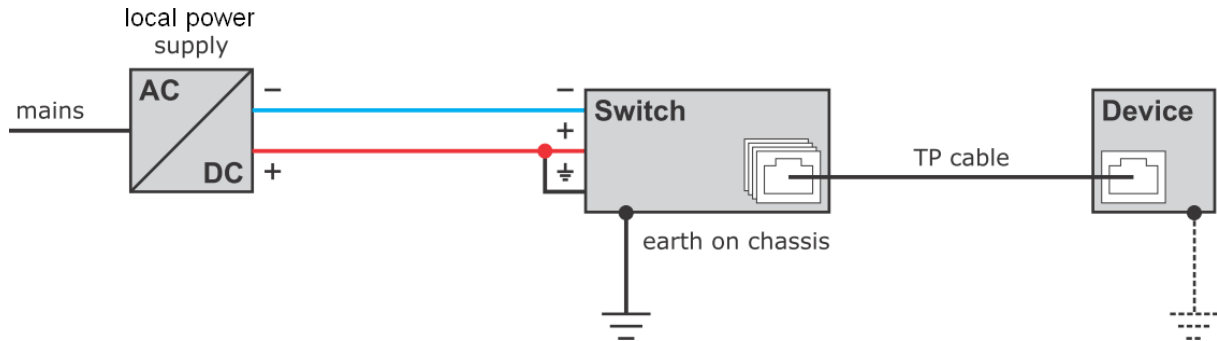 local power
supply
mains
AC
DC
−
+
−
+
Switch
earth on chassis
TP cable
Device